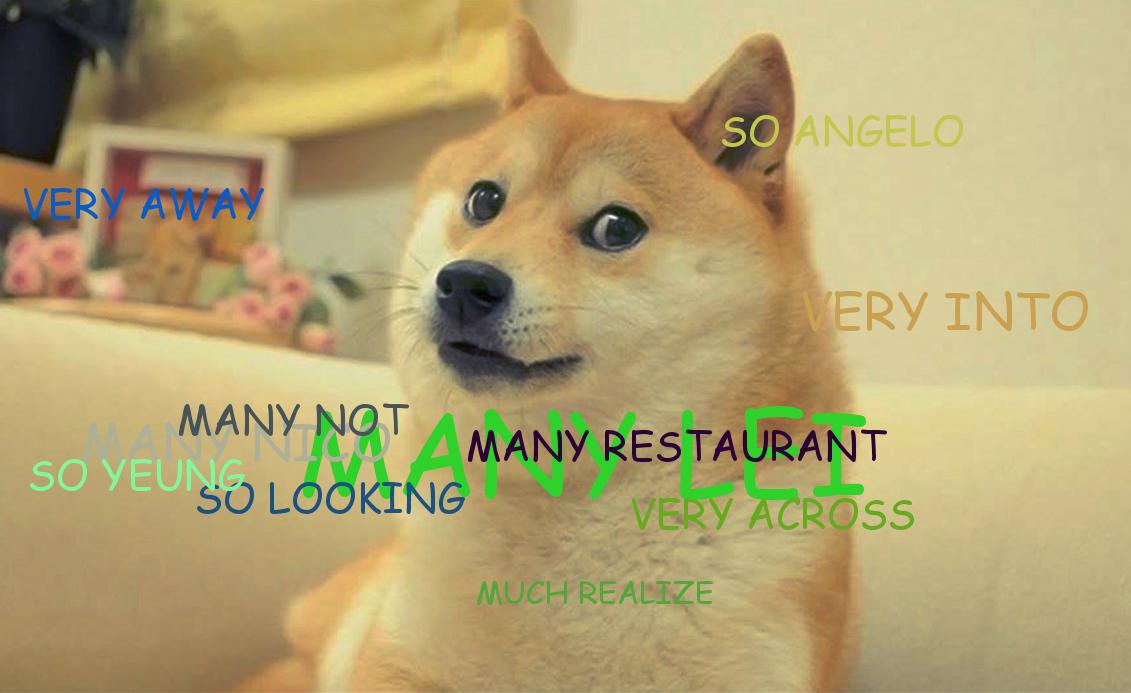 SO ANGELO
VERY AWAY
VERY INTO
MANY NOT
MANY NICO
MANY LEI
MANY RESTAURANT
SO YEUNG
SO LOOKING
VERY ACROSS
MUCH REALIZE